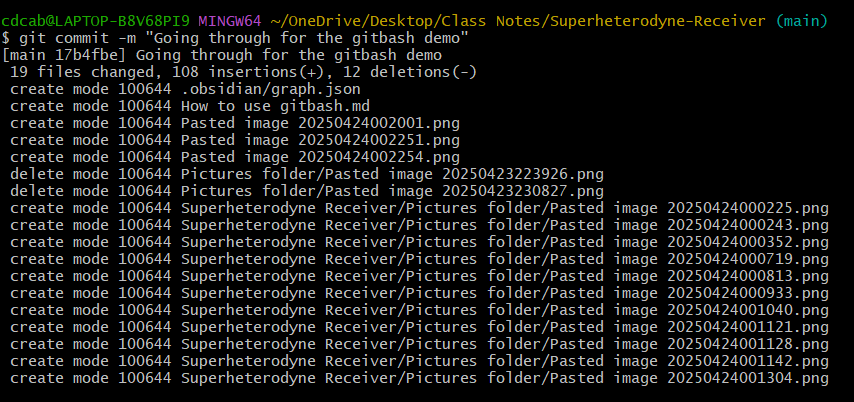 cdcab@LAPTOP-B8V68PI9 MINGW64 ~/OneDrive/Desktop/Class Notes/Superheterodyne-Receiver (main)
$ git commit -m "Going through for the gitbash demo"
[main 17b4fbe] Going through for the gitbash demo
 19 files changed, 108 insertions(+), 12 deletions(-)
 create mode 100644 .obsidian/graph.json
 create mode 100644 How to use gitbash.md
 create mode 100644 Pasted image 20250424002001.png
 create mode 100644 Pasted image 20250424002251.png
 create mode 100644 Pasted image 20250424002254.png
 delete mode 100644 Pictures folder/Pasted image 20250423223926.png
 delete mode 100644 Pictures folder/Pasted image 20250423230827.png
 create mode 100644 Superheterodyne Receiver/Pictures folder/Pasted image 20250424000225.png
 create mode 100644 Superheterodyne Receiver/Pictures folder/Pasted image 20250424000243.png
 create mode 100644 Superheterodyne Receiver/Pictures folder/Pasted image 20250424000352.png
 create mode 100644 Superheterodyne Receiver/Pictures folder/Pasted image 20250424000719.png
 create mode 100644 Superheterodyne Receiver/Pictures folder/Pasted image 20250424000813.png
 create mode 100644 Superheterodyne Receiver/Pictures folder/Pasted image 20250424000933.png
 create mode 100644 Superheterodyne Receiver/Pictures folder/Pasted image 20250424001040.png
 create mode 100644 Superheterodyne Receiver/Pictures folder/Pasted image 20250424001121.png
 create mode 100644 Superheterodyne Receiver/Pictures folder/Pasted image 20250424001128.png
 create mode 100644 Superheterodyne Receiver/Pictures folder/Pasted image 20250424001142.png
 create mode 100644 Superheterodyne Receiver/Pictures folder/Pasted image 20250424001304.png